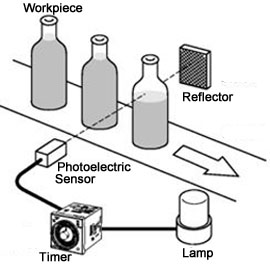 Workpiece
Reflector
Photoelectric
Sensor
Timer
Lamp